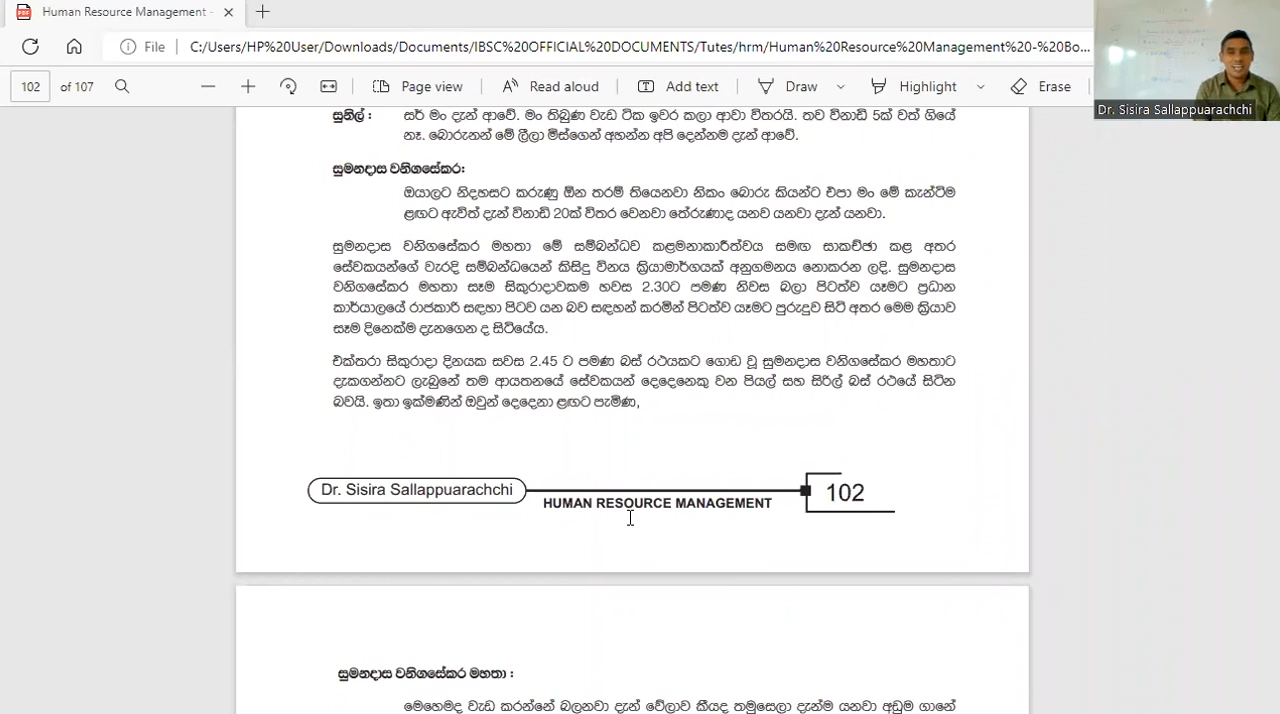 Human Resource Management -
File
C:/Users/HP%20User/Downloads/Documents/IBSC%20OFFICIAL%20DOCUMENTS/Tutes/hrm/Human%20Resource%20Management%20-%20Bo...
102 of 107
Page view
Read aloud
Add text
Draw
Highlight
Erase
Dr. Sisira Sallappuarachchi
සුනිල් : සර් මං දැන් ආවේ. මං තිබුණ වැඩ ටික ඉවර කලා ආවා විතරයි. තව විනාඩි 5ක් වත් ගියේ
නෑ. බොරුනන් මේ ලීලා මිස්ගෙන් අහන්න අපි දෙන්නම දැන් ආවේ.
සුමනදාස වනිගසේකර:
ඔයාලට නිදහසට කරුණු ඕන තරම් තියෙනවා නිකං බොරු කියන්ට එපා මං මේ කැන්ටිම
ළඟට ඇවිත් දැන් විනාඩි 20ක් විතර වෙනවා තේරුණාද යනව යනවා දැන් යනවා.
සුමනදාස වනිගසේකර මහතා මේ සම්බන්ධව කළමනාකාරීත්වය සමඟ සාකච්ඡා කළ අතර
සේවකයන්ගේ වැරදි සම්බන්ධයෙන් කිසිදු විනය ක්‍රියාමාර්ගයක් අනුගමනය නොකරන ලදි. සුමනදාස
වනිගසේකර මහතා සෑම සිකුරාදාවකම හවස 2.30ට පමණ නිවස බලා පිටත්ව යෑමට ප්‍රධාන
කාර්යාලයේ රාජකාරි සඳහා පිටව යන බව සඳහන් කරමින් පිටත්ව යෑමට පුරුදුව සිටි අතර මෙම ක්‍රියාව
සෑම දිනෙක්ම දැනගෙන ද සිටියේය.
එක්තරා සිකුරාදා දිනයක සවස 2.45 ට පමණ බස් රථයකට ගොඩ වූ සුමනදාස වනිගසේකර මහතාට
දැකගන්නට ලැබුනේ තම ආයතනයේ සේවකයන් දෙදෙනෙකු වන පියල් සහ සිරිල් බස් රථයේ සිටින
බවයි. ඉතා ඉක්මණින් ඔවුන් දෙදෙනා ළඟට පැමිණ,
Dr. Sisira Sallappuarachchi
HUMAN RESOURCE MANAGEMENT
102
සුමනදාස වනිගසේකර මහතා :
මෙහෙමද වැඩ කරන්නේ බලනවා දැන් වේලාව කීයද තමුසෙලා දැන්ම යනවා අඩුම ගානේ